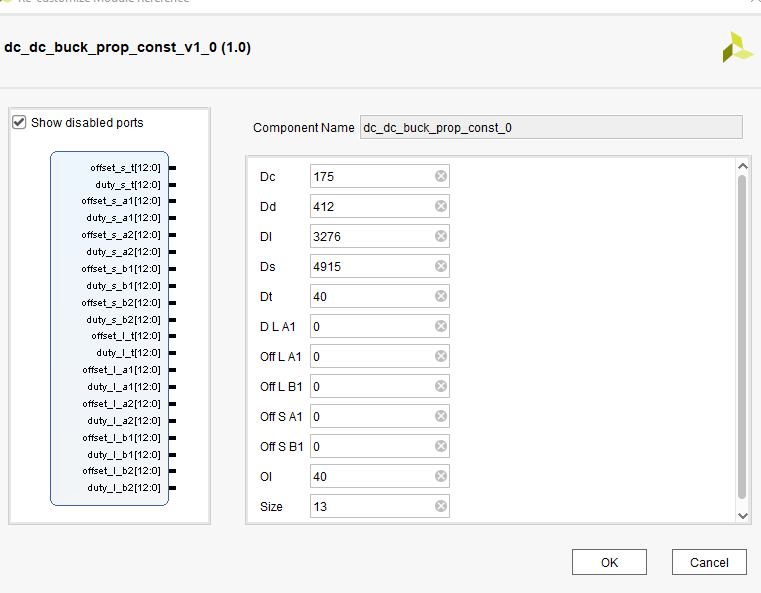 Re-customize Module Reference
dc_dc_buck_prop_const_v1_0 (1.0)
Show disabled ports
offset_s_t[12:0]
duty_s_t[12:0]
offset_s_a1[12:0]
duty_s_a1[12:0]
offset_s_a2[12:0]
duty_s_a2[12:0]
offset_s_b1[12:0]
duty_s_b1[12:0]
offset_s_b2[12:0]
duty_s_b2[12:0]
offset_l_t[12:0]
duty_l_t[12:0]
offset_l_a1[12:0]
duty_l_a1[12:0]
offset_l_a2[12:0]
duty_l_a2[12:0]
offset_l_b1[12:0]
duty_l_b1[12:0]
offset_l_b2[12:0]
duty_l_b2[12:0]
Component Name dc_dc_buck_prop_const_0
Dc 175
Dd 412
Dl 3276
Ds 4915
Dt 40
D L A1 0
Off L A1 0
Off L B1 0
Off S A1 0
Off S B1 0
Ol 40
Size 13
OK Cancel